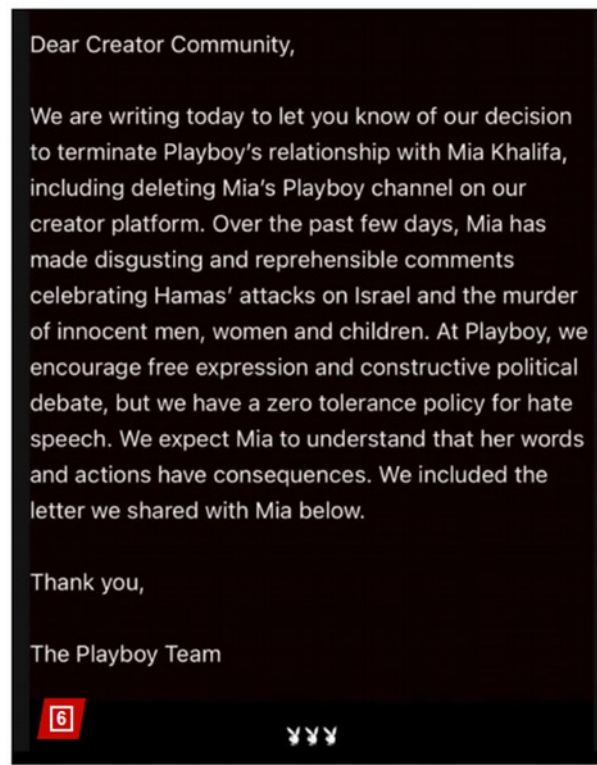 Dear Creator Community,
We are writing today to let you know of our decision
to terminate Playboy’s relationship with Mia Khalifa,
including deleting Mia’s Playboy channel on our
creator platform. Over the past few days, Mia has
made disgusting and reprehensible comments
celebrating Hamas’ attacks on Israel and the murder
of innocent men, women and children. At Playboy, we
encourage free expression and constructive political
debate, but we have a zero tolerance policy for hate
speech. We expect Mia to understand that her words
and actions have consequences. We included the
letter we shared with Mia below.
Thank you,
The Playboy Team
6